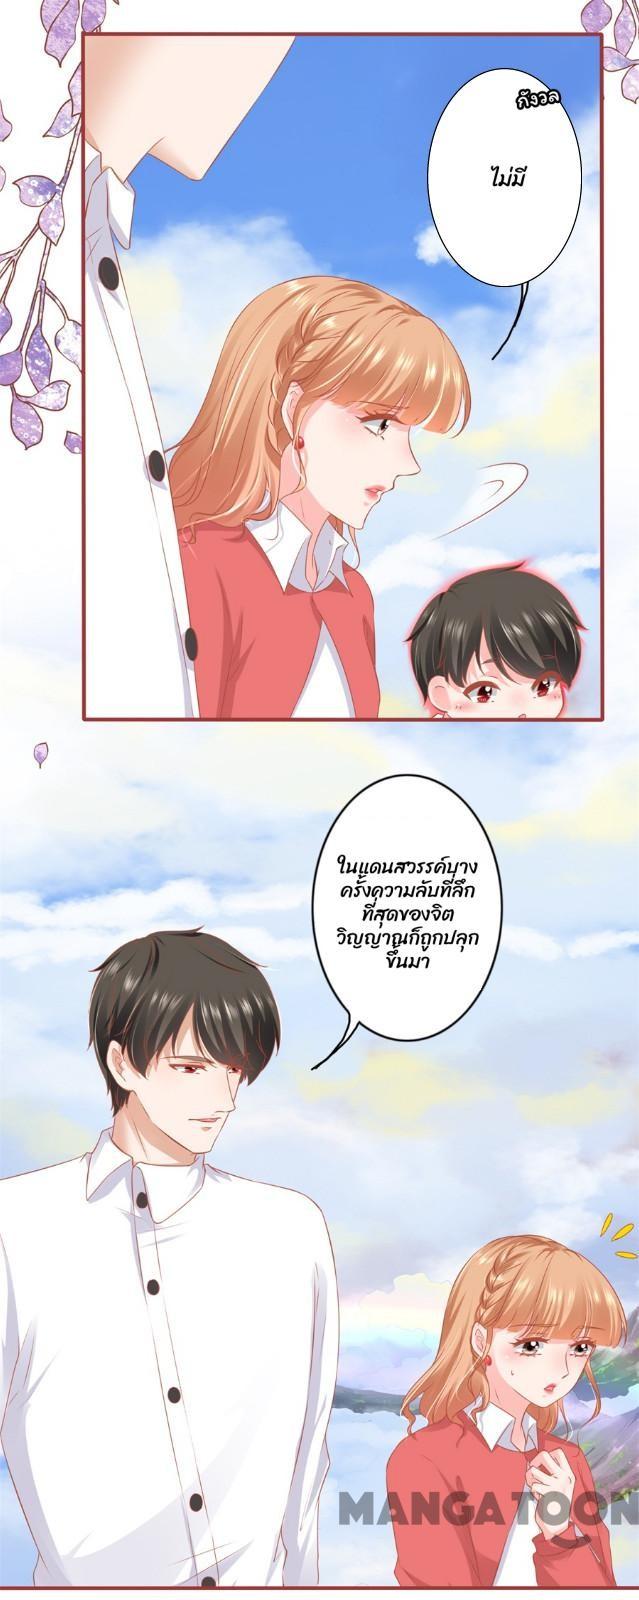 กังวล
ไม่มี
ในแดนสวรรค์บาง
ครั้งความลับที่ลึก
ที่สุดของจิต
วิญญาณก็ถูกปลุก
ขึ้นมา
MANGATOON